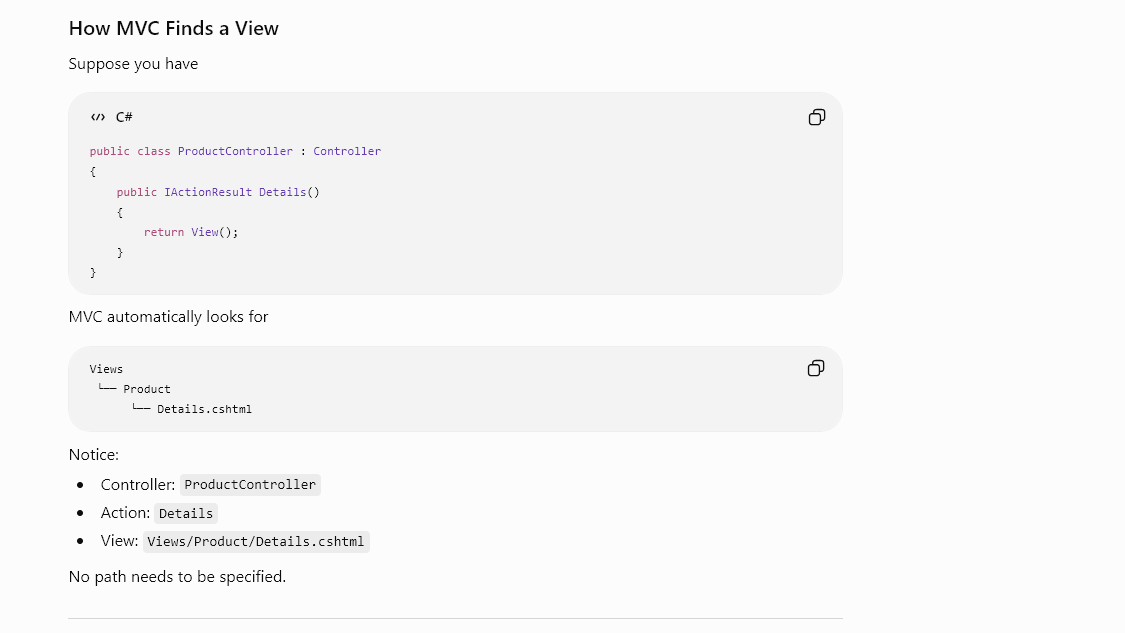 How MVC Finds a View
Suppose you have
C#
public class ProductController : Controller
{
    public IActionResult Details()
    {
        return View();
    }
}
MVC automatically looks for
Views
 └── Product
      └── Details.cshtml
Notice:
• Controller: ProductController
• Action: Details
• View: Views/Product/Details.cshtml
No path needs to be specified.